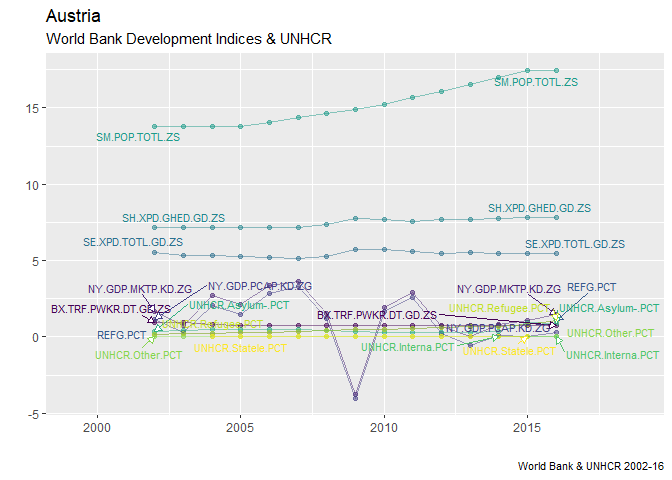 Austria
World Bank Development Indices & UNHCR
15
10
5
0
-5
SM.POP.TOTL.ZS
SM.POP.TOTL.ZS
SH.XPD.GHED.GD.ZS
SH.XPD.GHED.GD.ZS
SE.XPD.TOTL.GD.ZS
SE.XPD.TOTL.GD.ZS
NY.GDP.MKTP.KD.ZG
NY.GDP.PCAP.KD.ZG
NY.GDP.MKTP.KD.ZG
REFG.PCT
BX.TRF.PWKR.DT.GD.ZS
UNHCR.Asylum-.PCT
BX.TRF.PWKR.DT.GD.ZS
UNHCR.Refugee.PCT
UNHCR.Asylum-.PCT
UNHCR.Refugee.PCT
NY.GDP.PCAP.KD.ZG
REFG.PCT
UNHCR.Other.PCT
UNHCR.Other.PCT
UNHCR.Statele.PCT
UNHCR.Interna.PCT
UNHCR.Statele.PCT
UNHCR.Interna.PCT
2000
2005
2010
2015
World Bank & UNHCR 2002-16